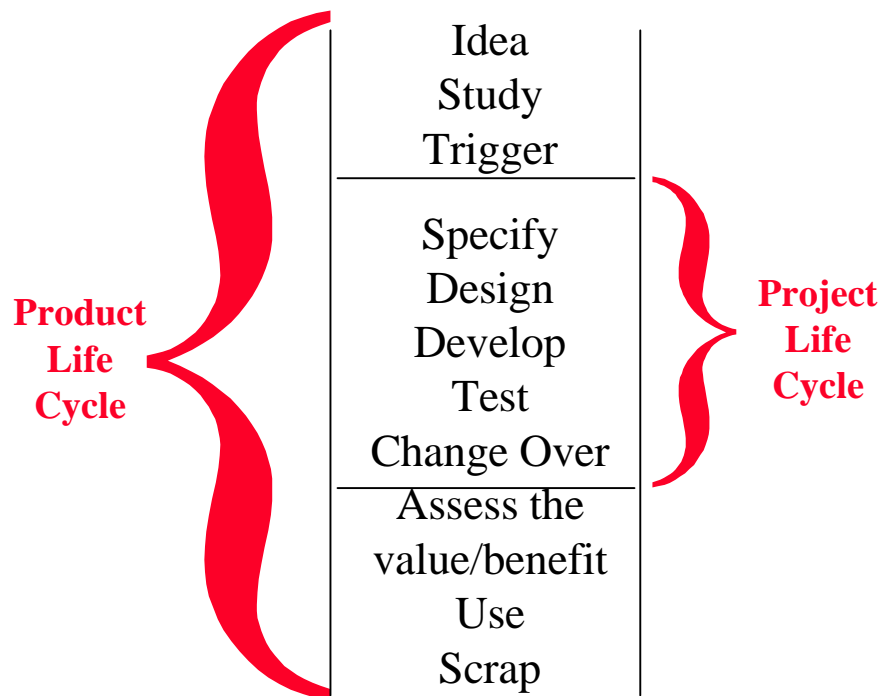 Idea
Study
Trigger
Specify
Design
Develop
Test
Change Over
Assess the
value/benefit
Use
Scrap
Product
Life
Cycle
Project
Life
Cycle